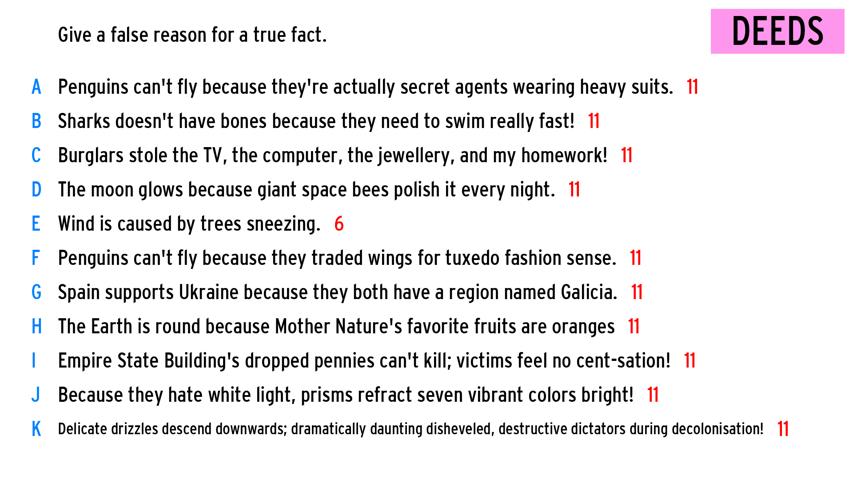 Give a false reason for a true fact.
DEEDS
A Penguins can't fly because they're actually secret agents wearing heavy suits. 11
B Sharks doesn't have bones because they need to swim really fast! 11
C Burglars stole the TV, the computer, the jewellery, and my homework! 11
D The moon glows because giant space bees polish it every night. 11
E Wind is caused by trees sneezing. 6
F Penguins can't fly because they traded wings for tuxedo fashion sense. 11
G Spain supports Ukraine because they both have a region named Galicia. 11
H The Earth is round because Mother Nature's favorite fruits are oranges 11
I Empire State Building's dropped pennies can't kill; victims feel no cent-sation! 11
J Because they hate white light, prisms refract seven vibrant colors bright! 11
K Delicate drizzles descend downwards; dramatically daunting disheveled, destructive dictators during decolonisation! 11